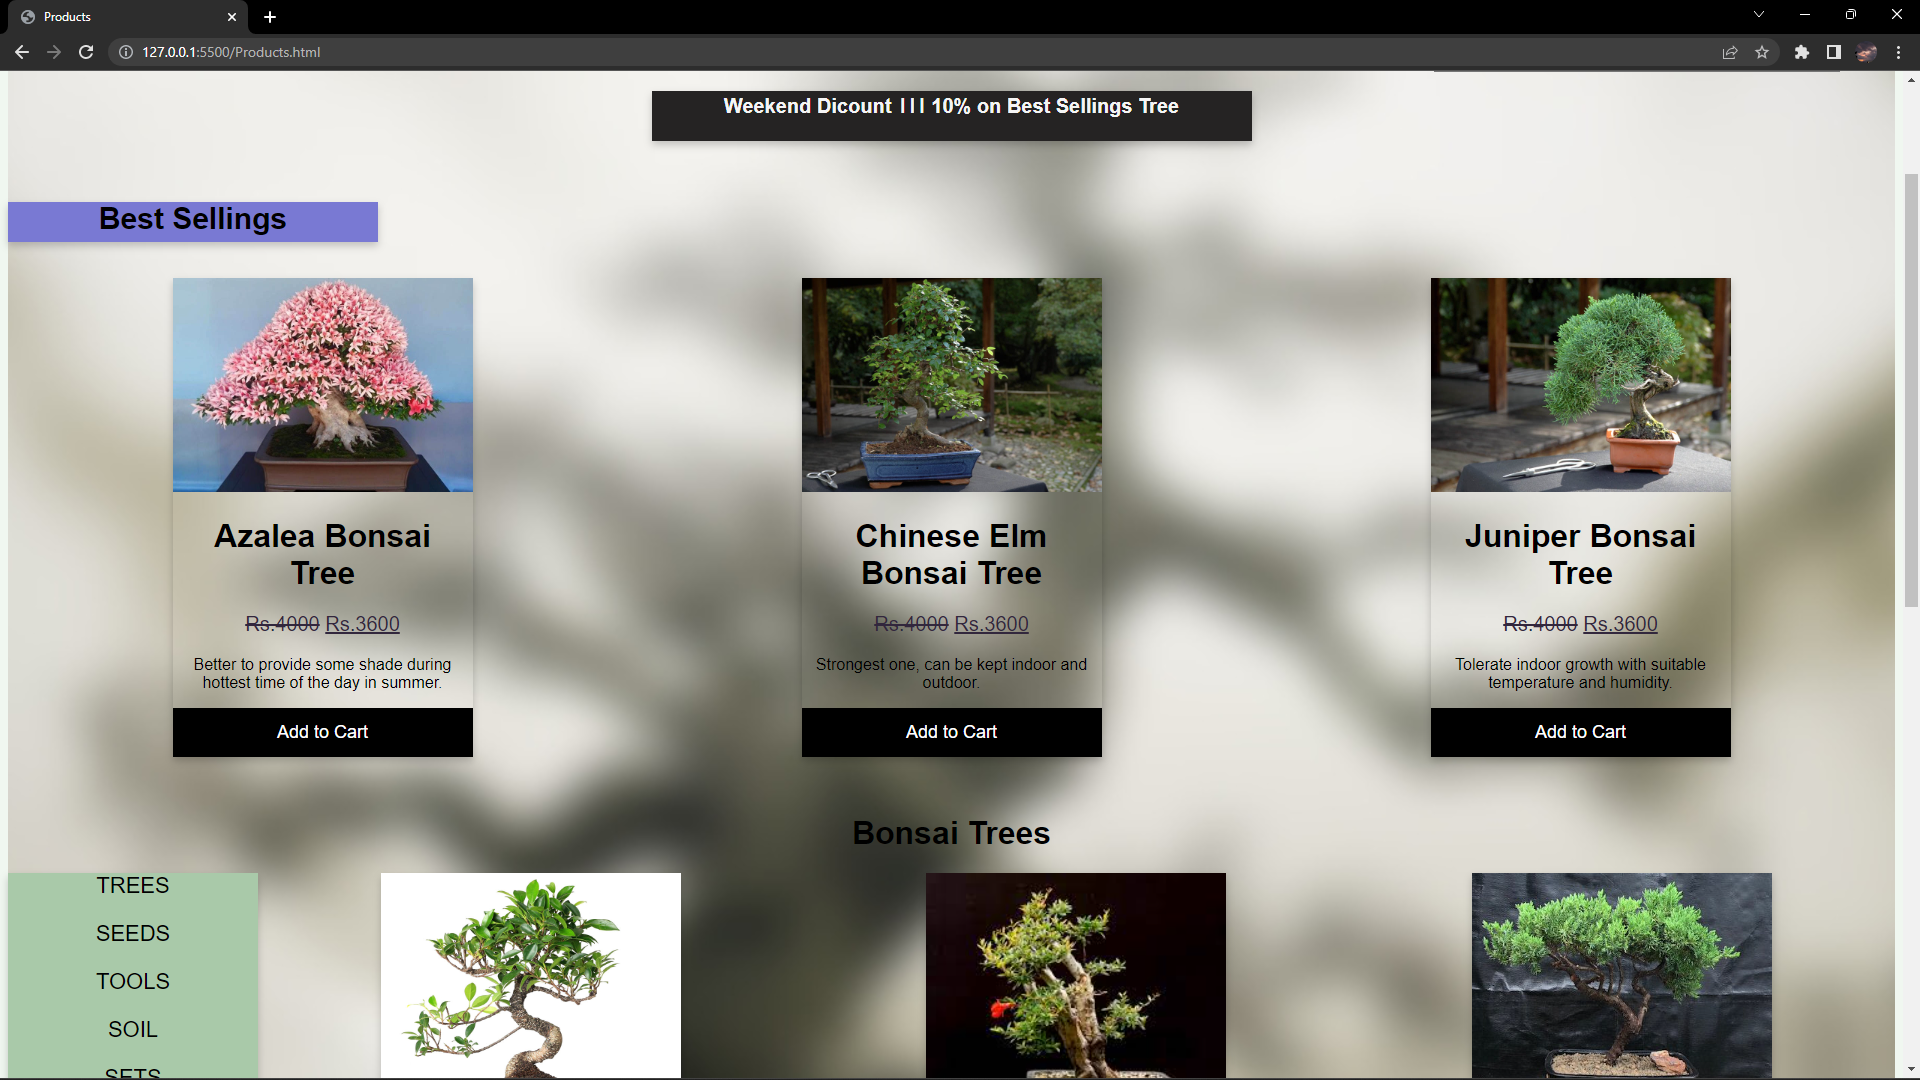 Products
127.0.0.1:5500/Products.html
Weekend Dicount ||| 10% on Best Sellings Tree
Best Sellings
Azalea Bonsai
Tree
Rs.4000 Rs.3600
Better to provide some shade during
hottest time of the day in summer.
Add to Cart
Chinese Elm
Bonsai Tree
Rs.4000 Rs.3600
Strongest one, can be kept indoor and
outdoor.
Add to Cart
Juniper Bonsai
Tree
Rs.4000 Rs.3600
Tolerate indoor growth with suitable
temperature and humidity.
Add to Cart
Bonsai Trees
TREES
SEEDS
TOOLS
SOIL
SETS